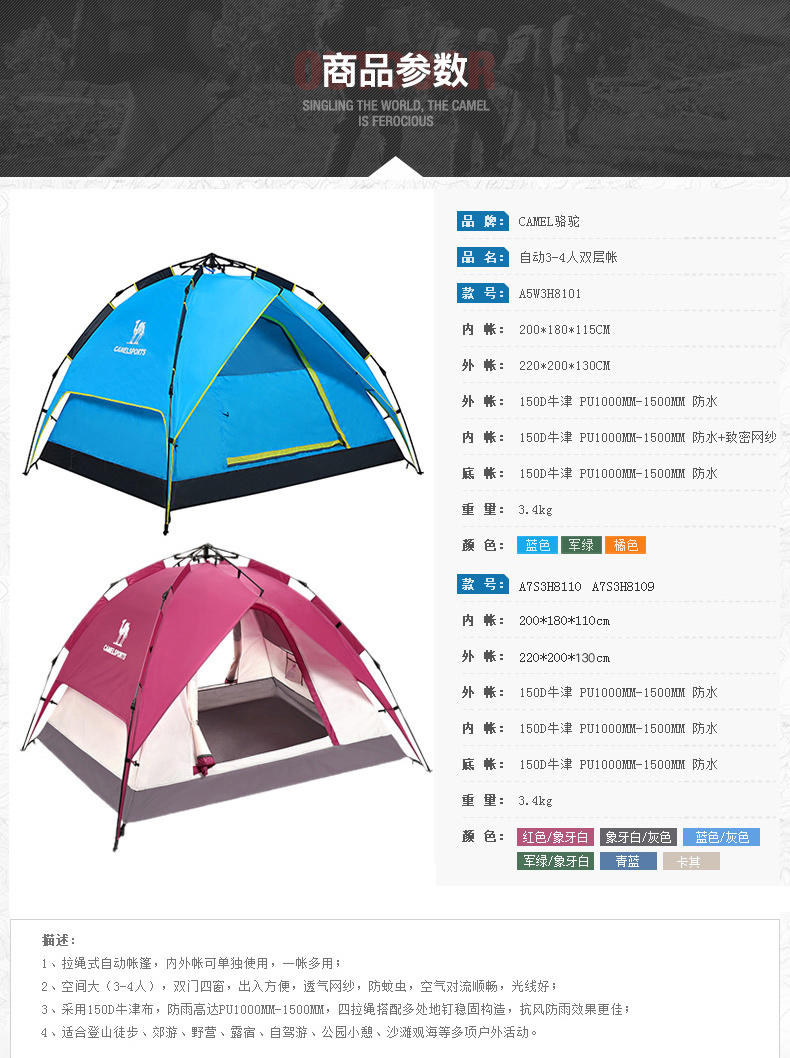 OUTDOOR
商品参数
SINGLING THE WORLD, THE CAMEL
IS FEROCIOUS
品 牌： CAMEL骆驼
品 名： 自动3-4人双层帐
款 号： A5W3H8101
内 帐： 200*180*115CM
外 帐： 220*200*130CM
外 帐： 150D牛津 PU1000MM-1500MM 防水
内 帐： 150D牛津 PU1000MM-1500MM 防水+致密网纱
底 帐： 150D牛津 PU1000MM-1500MM 防水
重 量： 3.4kg
颜 色： 蓝色 军绿 橘色
CAMELSPORTS
款 号： A7S3H8110 A7S3H8109
内 帐： 200*180*110cm
外 帐： 220*200*130cm
外 帐： 150D牛津 PU1000MM-1500MM 防水
内 帐： 150D牛津 PU1000MM-1500MM 防水
底 帐： 150D牛津 PU1000MM-1500MM 防水
重 量： 3.4kg
颜 色： 红色/象牙白 象牙白/灰色 蓝色/灰色
军绿/象牙白 青蓝 卡其
CAMELSPORTS
描述：
1、拉绳式自动帐篷，内外帐可单独使用，一帐多用；
2、空间大（3-4人），双门四窗，出入方便，透气网纱，防蚊虫，空气对流顺畅，光线好；
3、采用150D牛津布，防雨高达PU1000MM-1500MM，四拉绳搭配多处地钉稳固构造，抗风防雨效果更佳；
4、适合登山徒步、郊游、野营、露宿、自驾游、公园小憩、沙滩观海等多项户外活动。